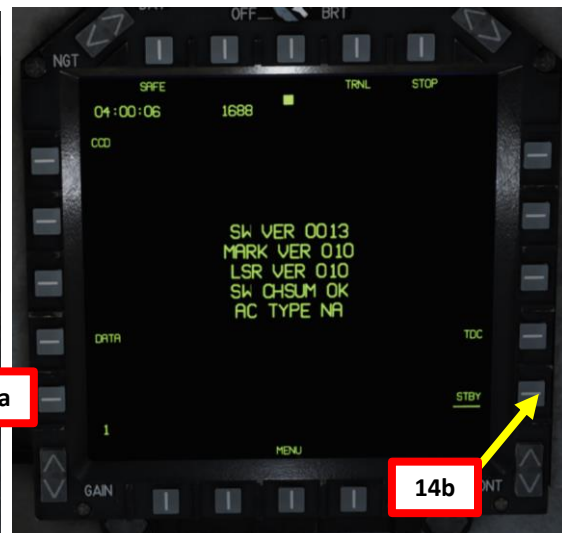 OFF BRT
NGT
SAFE TRNL STOP
04:00:06 1688
CCD
SW VER 0013
MARK VER 010
LSR VER 010
SW CHSUM OK
AC TYPE NA
DATA TDC
a
STBY
1
MENU
14b
GAIN